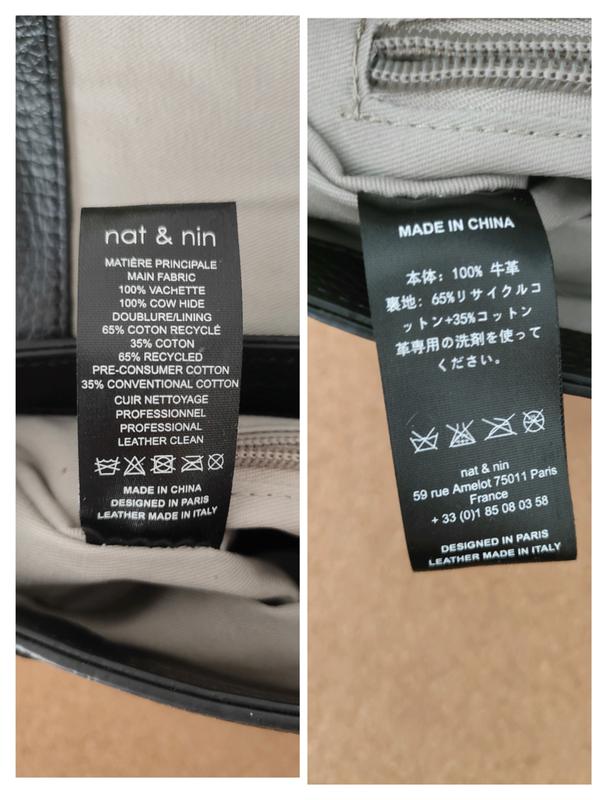 nat & nin
MATIÈRE PRINCIPALE
MAIN FABRIC
100% VACHETTE
100% COW HIDE
DOUBLURE/LINING
65% COTON RECYCLÉ
35% COTON
65% RECYCLED
PRE-CONSUMER COTTON
35% CONVENTIONAL COTTON
CUIR NETTOYAGE
PROFESSIONNEL
PROFESSIONAL
LEATHER CLEAN
MADE IN CHINA
DESIGNED IN PARIS
LEATHER MADE IN ITALY
MADE IN CHINA
本体: 100% 牛革
裏地: 65%リサイクルコ
ットン+35%コットン
革専用の洗剤を使って
ください。
nat & nin
59 rue Amelot 75011 Paris
France
+ 33 (0)1 85 08 03 58
DESIGNED IN PARIS
LEATHER MADE IN ITALY